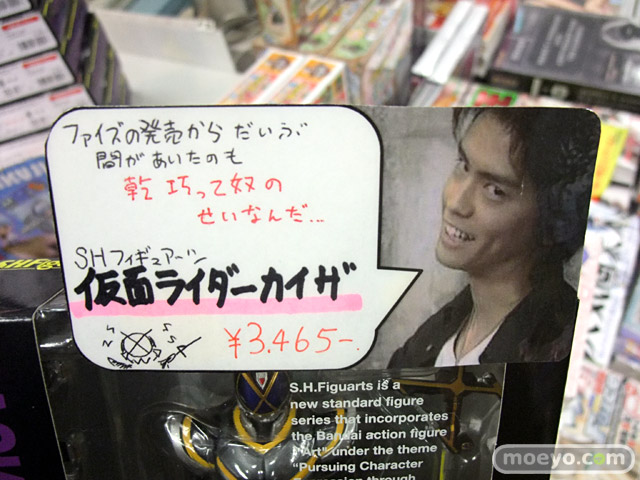 ファイズの発売から だいぶ
間があいたのも
乾 巧って奴の
せいなんだ…
SHフィギュアーツ
仮面ライダーカイザ
¥3.465-.
S.H.Figuarts is a
new standard figure
series that incorporates
the Bandai action figure
"Art" under the theme
"Pursuing Character
moeyo.com